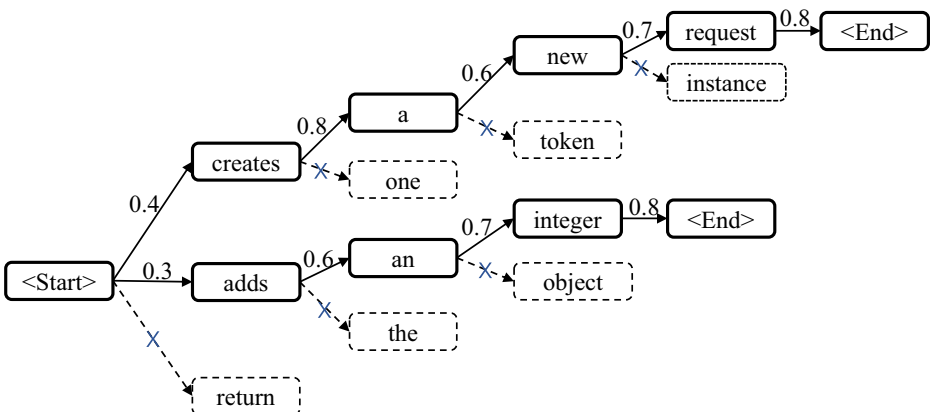 0.7
request
0.8
<End>
new
0.6
instance
a
0.8
token
creates
one
0.4
integer
0.8
<End>
0.7
an
0.6
object
<Start>
0.3
adds
the
return